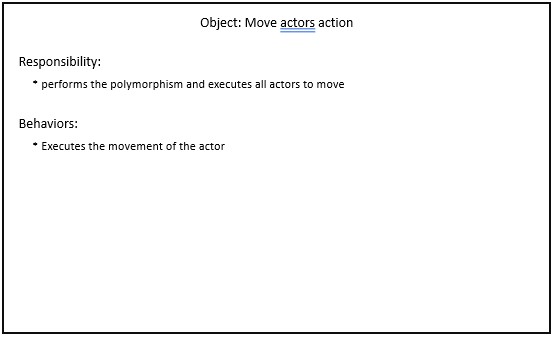 Object: Move actors action
Responsibility:
* performs the polymorphism and executes all actors to move
Behaviors:
* Executes the movement of the actor